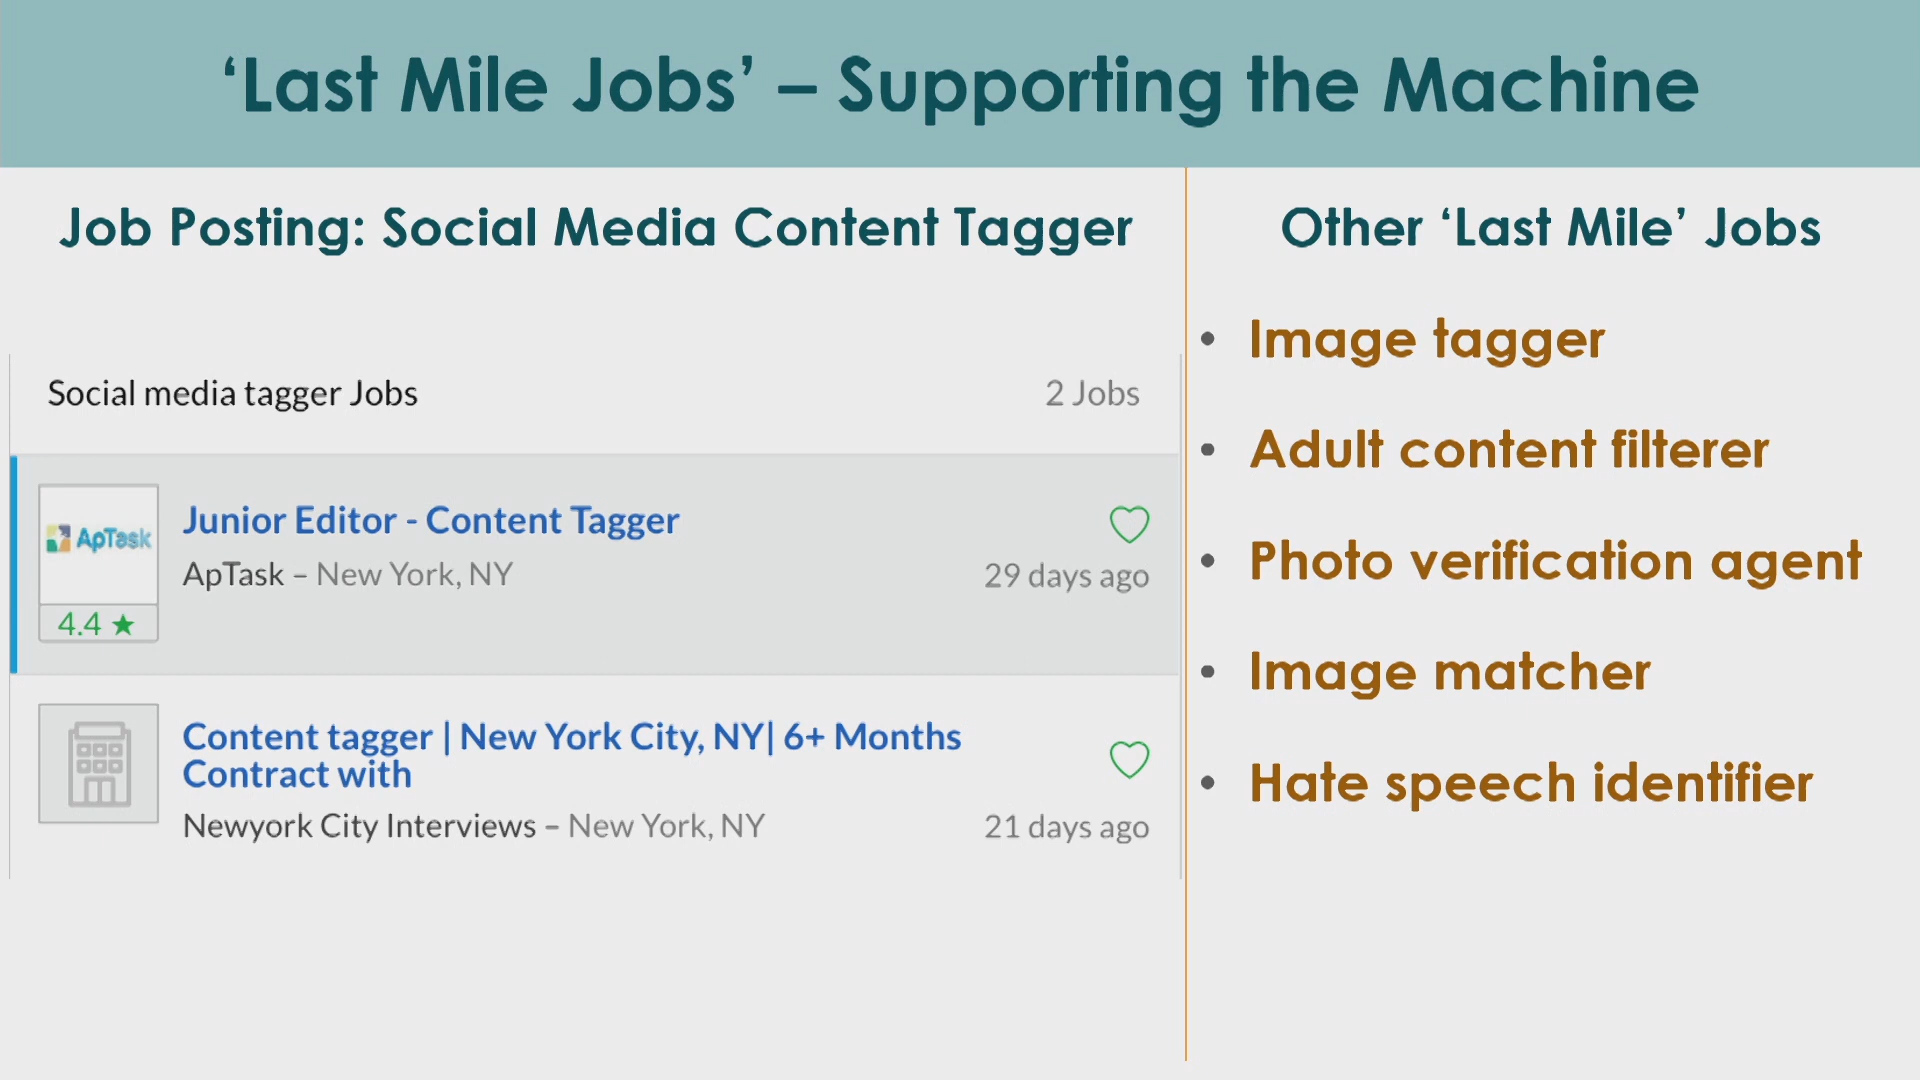 ‘Last Mile Jobs’ – Supporting the Machine
Job Posting: Social Media Content Tagger
Social media tagger Jobs
2 Jobs
ApTask
4.4 ★
Junior Editor - Content Tagger
ApTask – New York, NY
29 days ago
Content tagger | New York City, NY| 6+ Months
Contract with
Newyork City Interviews – New York, NY
21 days ago
Other ‘Last Mile’ Jobs
• Image tagger
• Adult content filterer
• Photo verification agent
• Image matcher
• Hate speech identifier